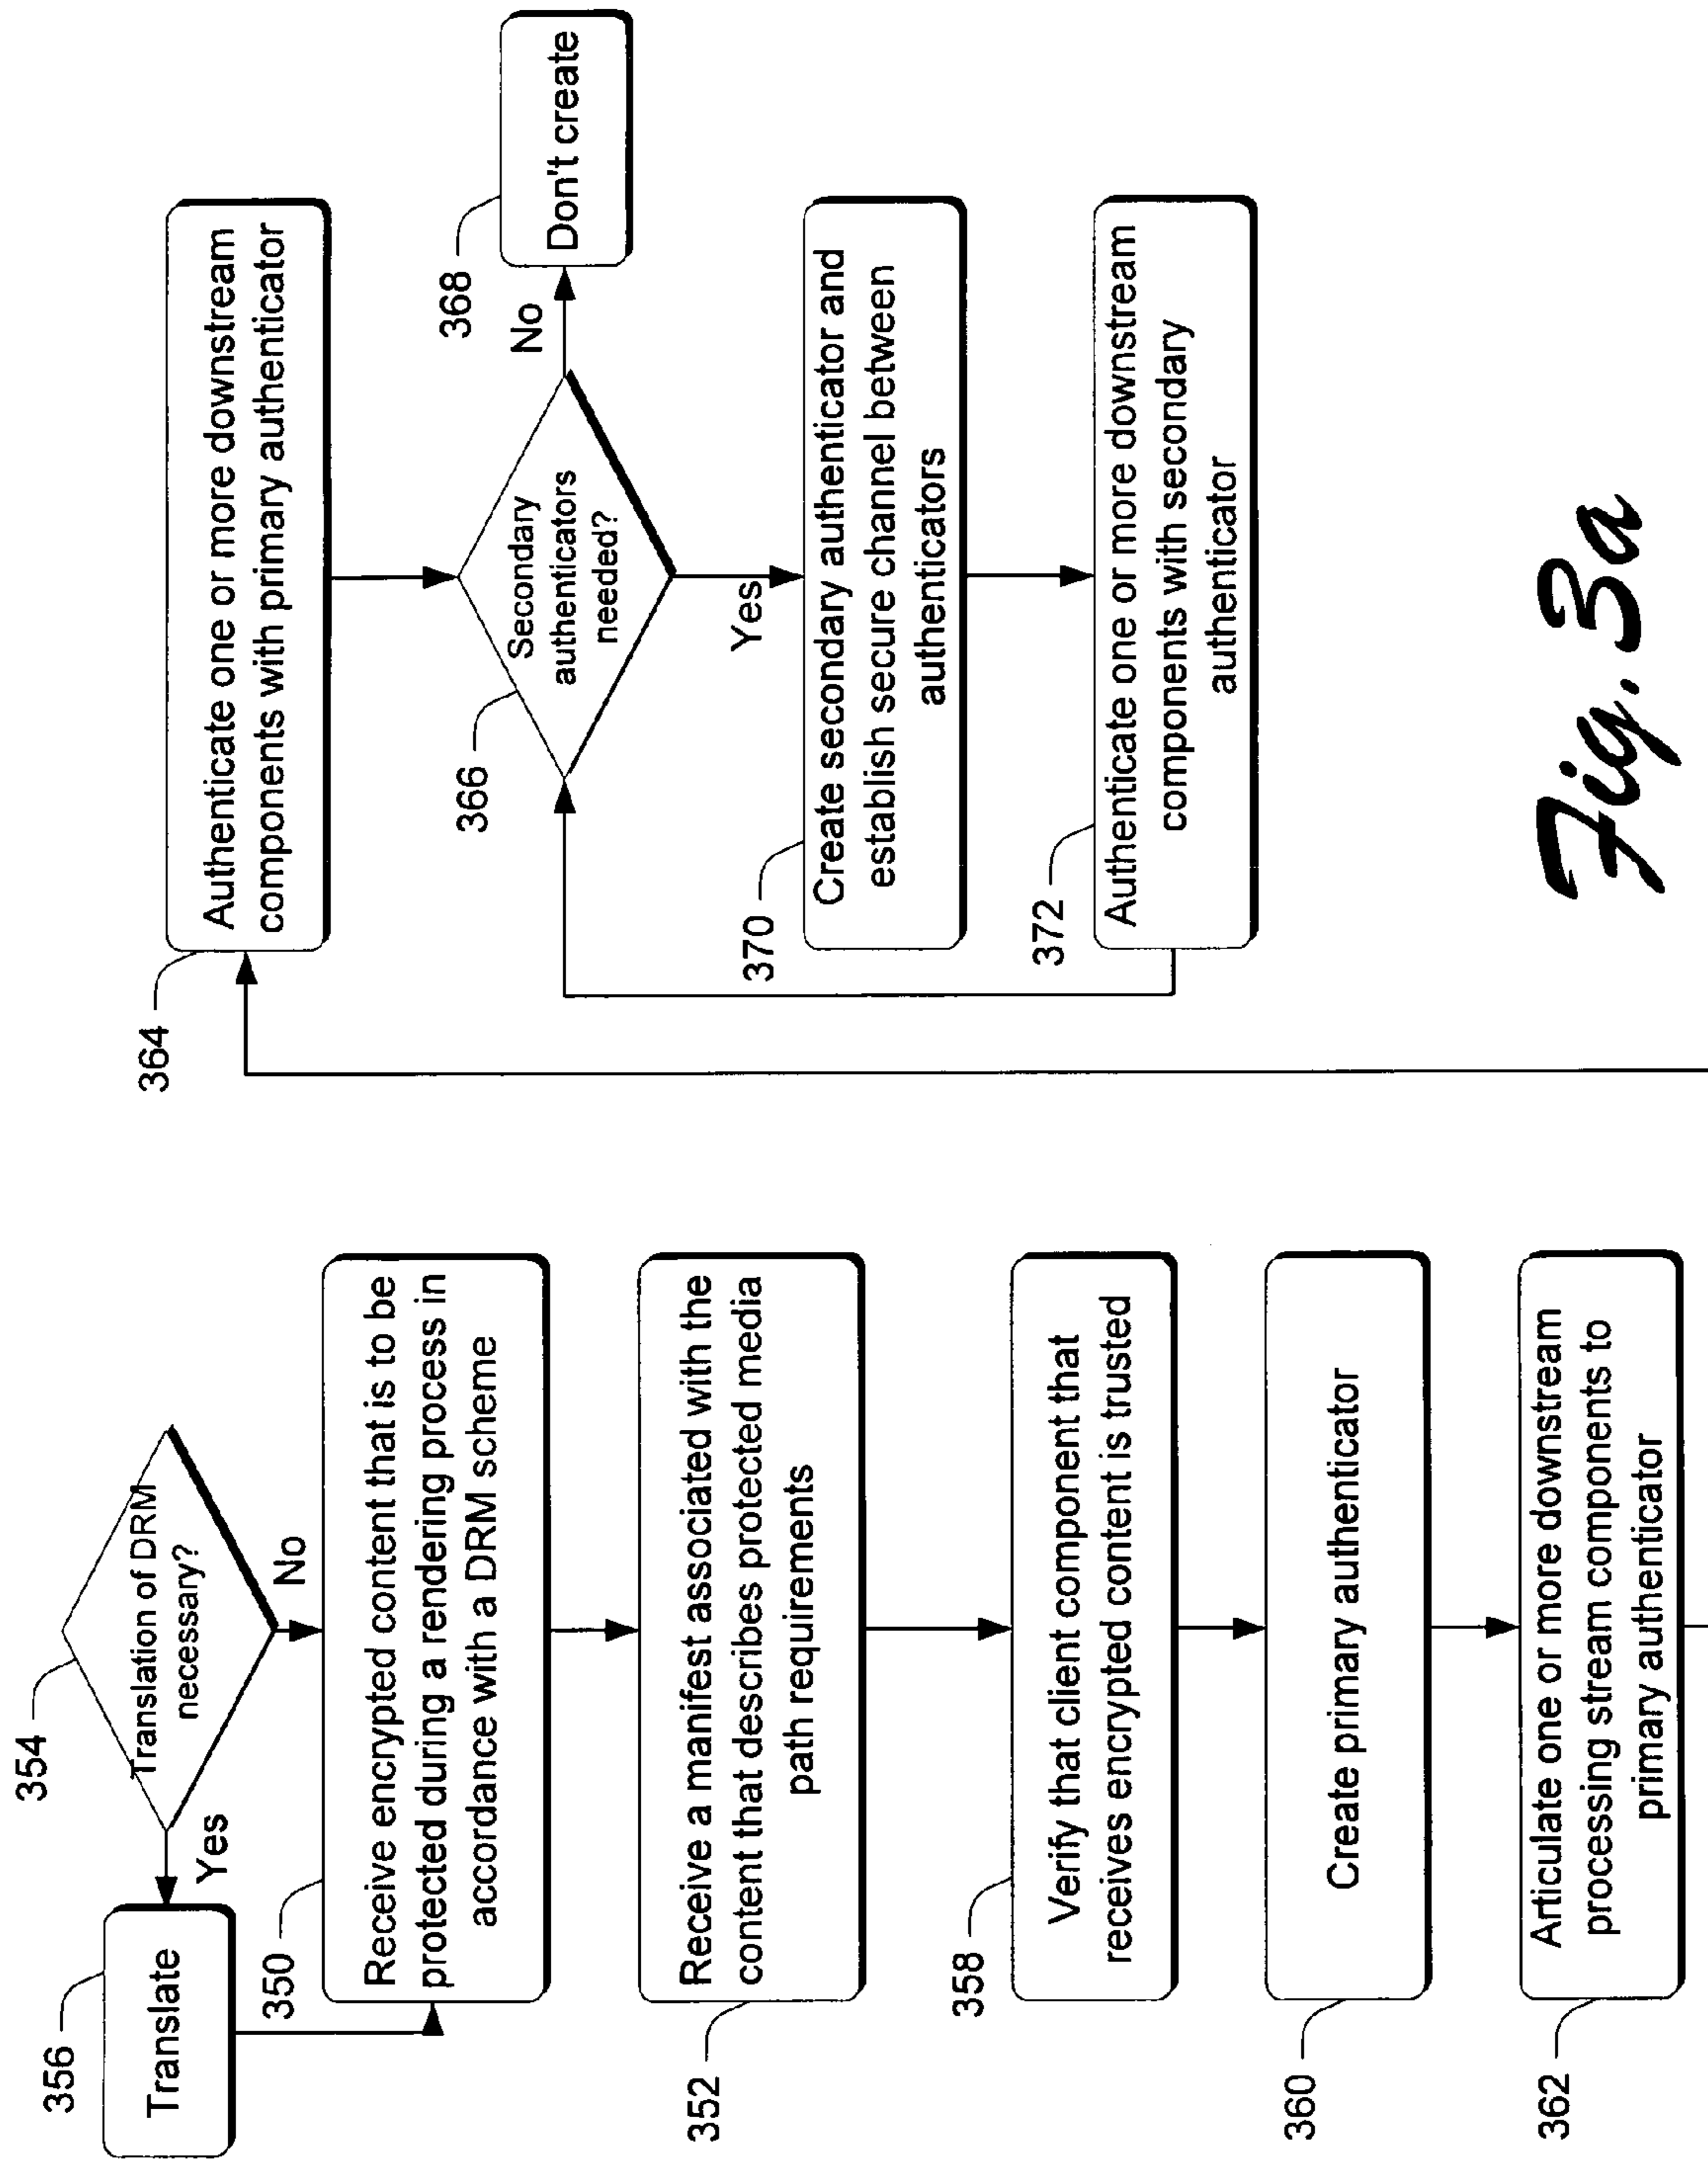 354
Translation of DRM
necessary?
Yes
No
356
Translate
350
Receive encrypted content that is to be
protected during a rendering process in
accordance with a DRM scheme
352
Receive a manifest associated with the
content that describes protected media
path requirements
358
Verify that client component that
receives encrypted content is trusted
360
Create primary authenticator
362
Articulate one or more downstream
processing stream components to
primary authenticator
364
Authenticate one or more downstream
components with primary authenticator
366
Secondary
authenticators
needed?
No
368
Don't create
Yes
370
Create secondary authenticator and
establish secure channel between
authenticators
372
Authenticate one or more downstream
components with secondary
authenticator
Fig. 3a